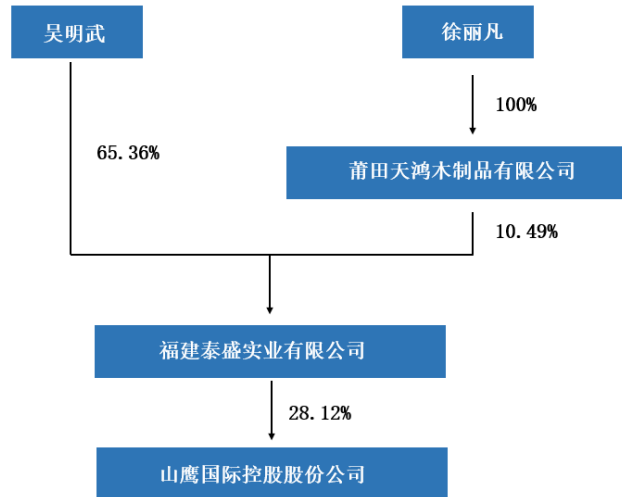 吴明武
徐丽凡
100%
65.36%
莆田天鸿木制品有限公司
10.49%
福建泰盛实业有限公司
28.12%
山鹰国际控股股份公司